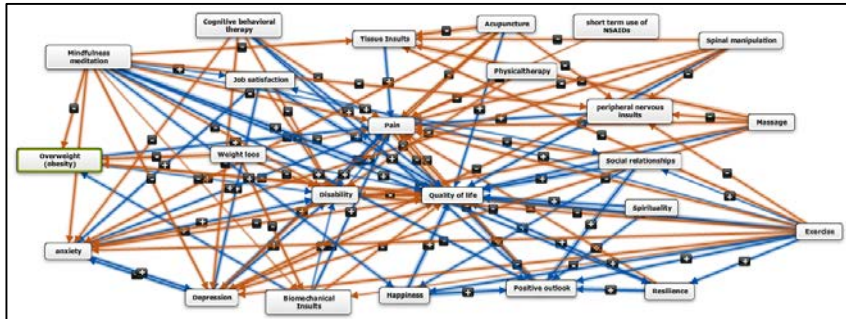 Cognitive behavioral
therapy
Acupuncture
short term use of
NSAIDs
Tissue Insults
Spinal manipulation
Mindfulness
meditation
Job satisfaction
Physicaltherapy
peripheral nervous
insults
Pain
Massage
Overweight
(obesity)
Weight loss
Social relationships
Disability
Quality of life
Spirituality
Exercise
anxiety
Depression
Biomechanical
Insults
Happiness
Positive outlook
Resilience